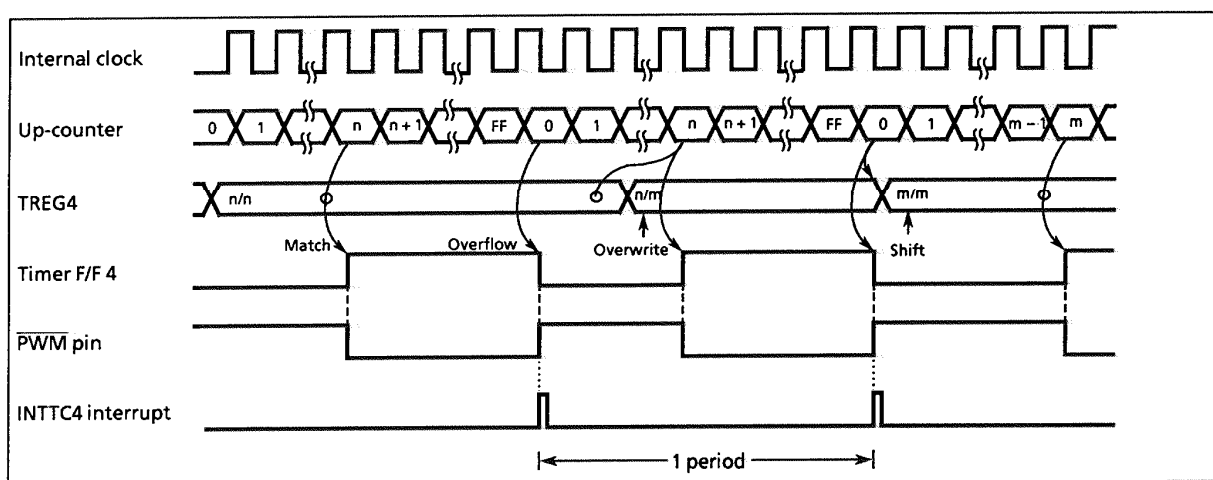 Internal clock
Up-counter
0 1 n n+1 FF 0 1 n n+1 FF 0 1 m-1 m
TREG4
n/n n/m m/m
Match Overflow Overwrite Shift
Timer F/F 4
PWM pin
INTTC4 interrupt
1 period